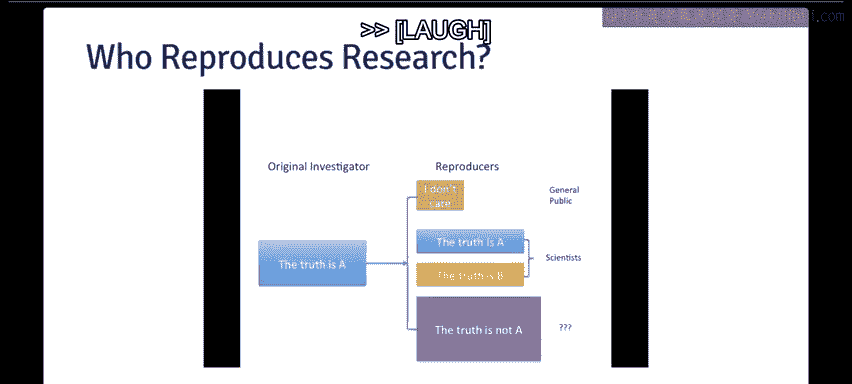 >> [LAUGH]
Who Reproduces Research?
Original Investigator
Reproducers
I don't
care
General
Public
The truth is A
The truth is A
Scientists
The truth is B
The truth is not A
???